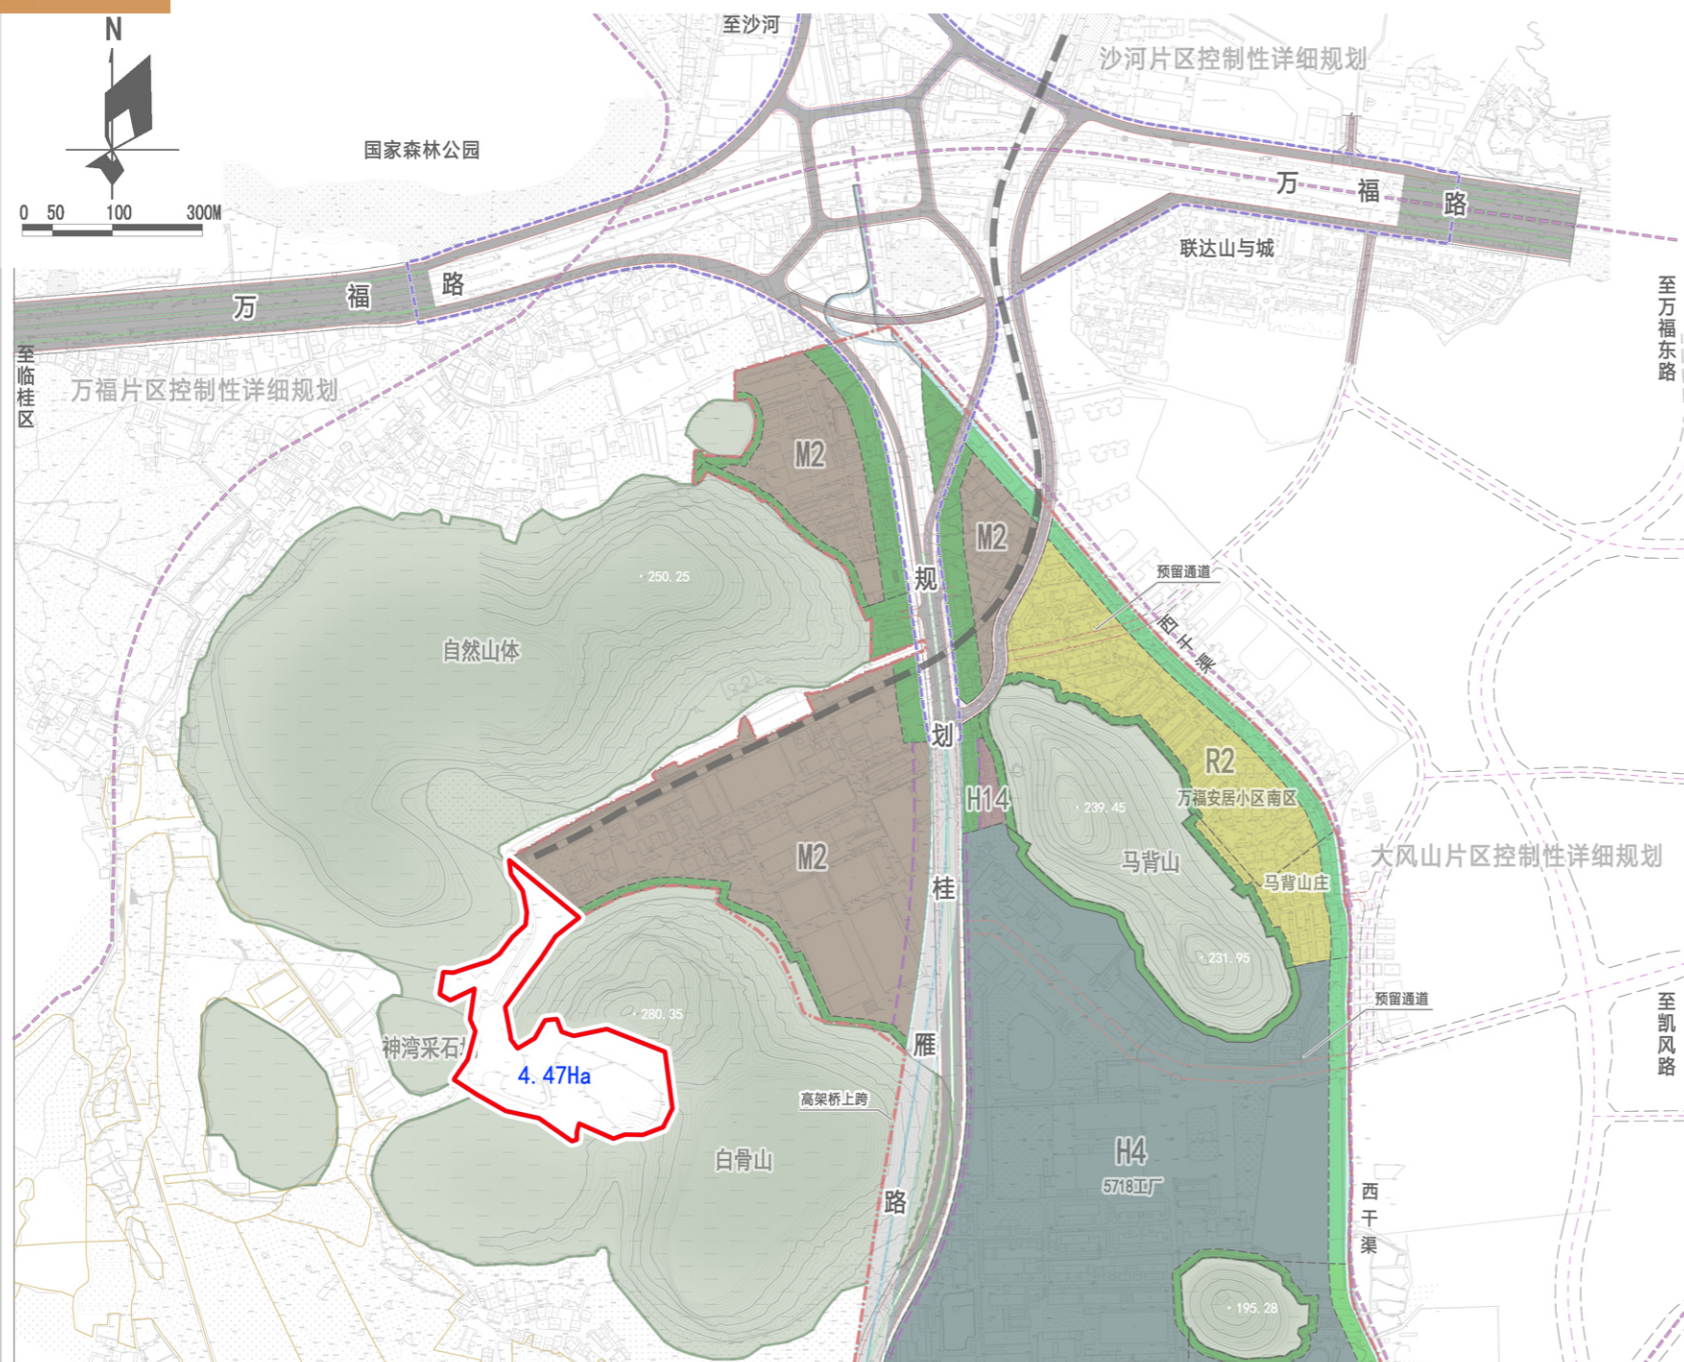 N
至沙河
沙河片区控制性详细规划
国家森林公园
0 50 100 300M
万 福 路
联达山与城
万 福 路
至万福东路
至临桂区
万福片区控制性详细规划
M2
M2
250.25
规划桂雁路
预留通道
西干渠
自然山体
R2
万福安居小区南区
H14
239.45
马背山
M2
大风山片区控制性详细规划
马背山庄
231.95
预留通道
至凯风路
280.35
神湾采石
4.47Ha
高架桥上跨
白骨山
H4
5718工厂
西干渠
195.28